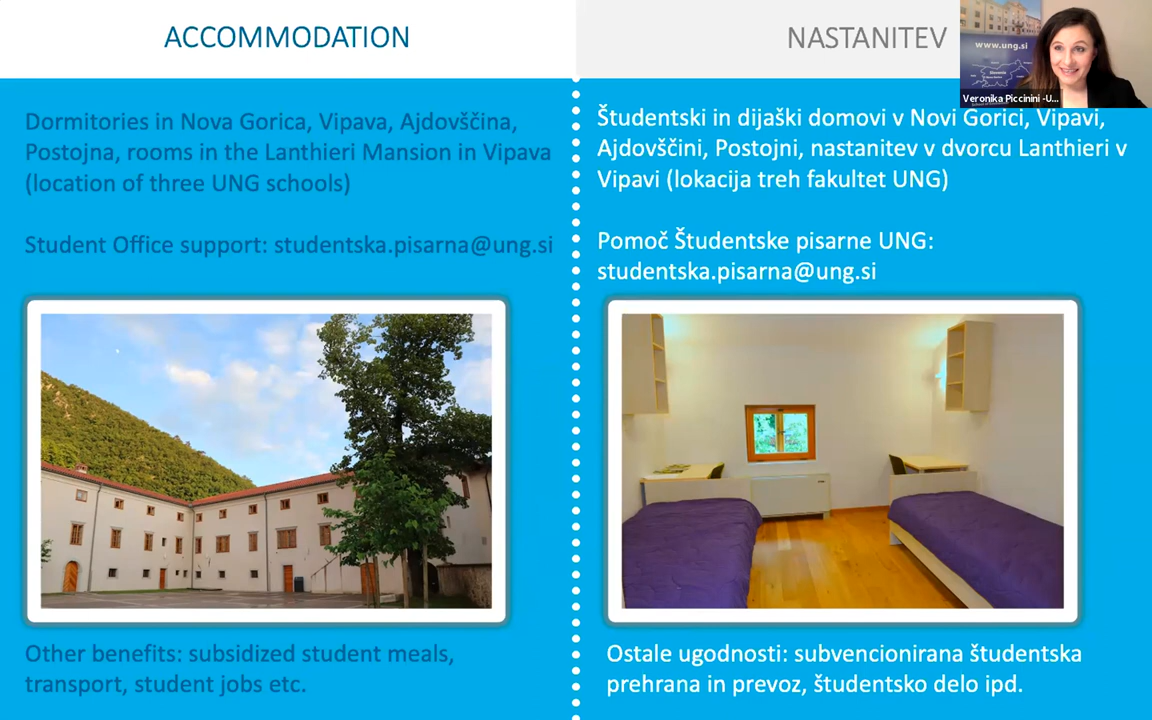 ACCOMMODATION
Dormitories in Nova Gorica, Vipava, Ajdovščina,
Postojna, rooms in the Lanthieri Mansion in Vipava
(location of three UNG schools)
Student Office support: studentska.pisarna@ung.si
Other benefits: subsidized student meals,
transport, student jobs etc.
NASTANITEV
Študentski in dijaški domovi v Novi Gorici, Vipavi,
Ajdovščini, Postojni, nastanitev v dvorcu Lanthieri v
Vipavi (lokacija treh fakultet UNG)
Pomoč Študentske pisarne UNG:
studentska.pisarna@ung.si
Ostale ugodnosti: subvencionirana študentska
prehrana in prevoz, študentsko delo ipd.
www.ung.si
Slovenia
Veronika Piccinini -U...